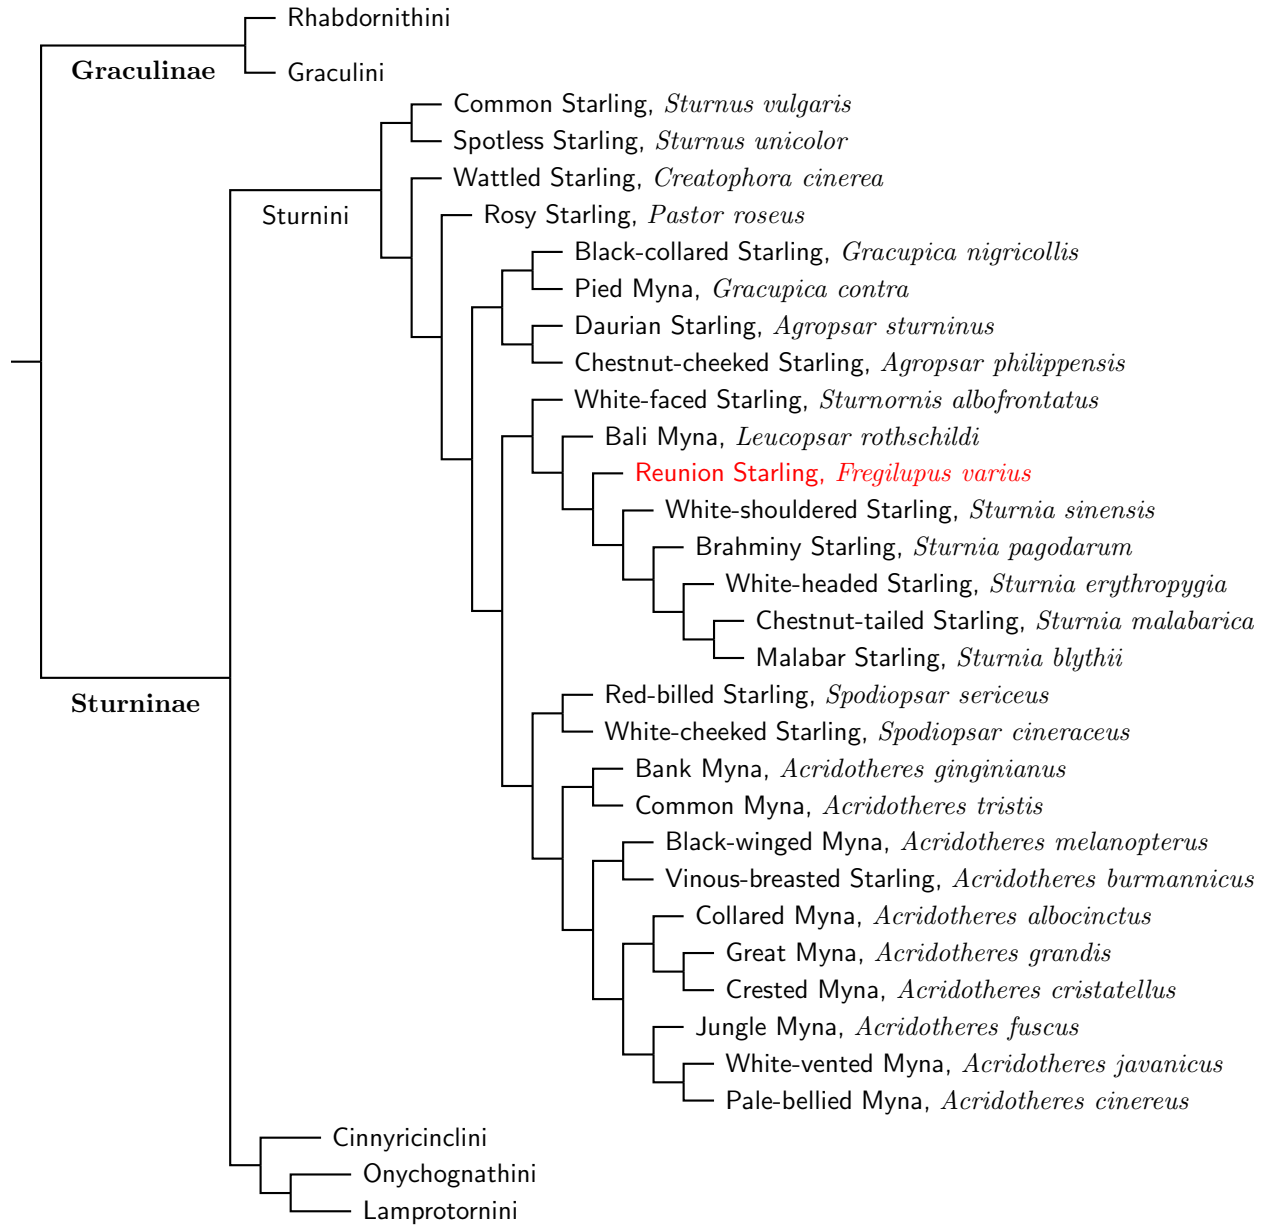 Rhabdornithini
Graculinae
Graculini
Common Starling, Sturnus vulgaris
Spotless Starling, Sturnus unicolor
Wattled Starling, Creatophora cinerea
Sturnini
Rosy Starling, Pastor roseus
Black-collared Starling, Gracupica nigricollis
Pied Myna, Gracupica contra
Daurian Starling, Agropsar sturninus
Chestnut-cheeked Starling, Agropsar philippensis
White-faced Starling, Sturnornis albofrontatus
Bali Myna, Leucopsar rothschildi
Reunion Starling, Fregilupus varius
White-shouldered Starling, Sturnia sinensis
Brahminy Starling, Sturnia pagodarum
White-headed Starling, Sturnia erythropygia
Chestnut-tailed Starling, Sturnia malabarica
Malabar Starling, Sturnia blythii
Red-billed Starling, Spodiopsar sericeus
Sturninae
White-cheeked Starling, Spodiopsar cineraceus
Bank Myna, Acridotheres ginginianus
Common Myna, Acridotheres tristis
Black-winged Myna, Acridotheres melanopterus
Vinous-breasted Starling, Acridotheres burmannicus
Collared Myna, Acridotheres albocinctus
Great Myna, Acridotheres grandis
Crested Myna, Acridotheres cristatellus
Jungle Myna, Acridotheres fuscus
White-vented Myna, Acridotheres javanicus
Pale-bellied Myna, Acridotheres cinereus
Cinnyricinclini
Onychognathini
Lamprotornini